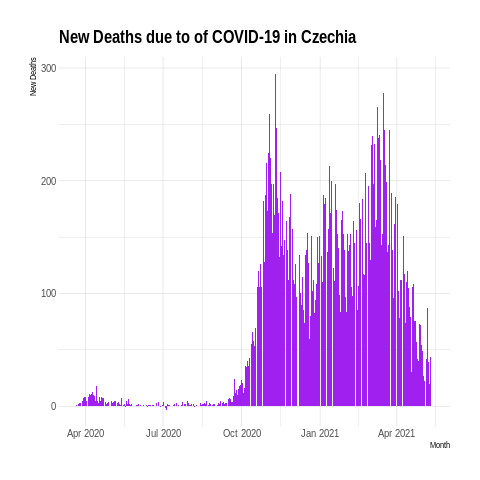 New Deaths due to of COVID-19 in Czechia
New Deaths
300
200
100
0
Apr 2020 Jul 2020 Oct 2020 Jan 2021 Apr 2021
Month